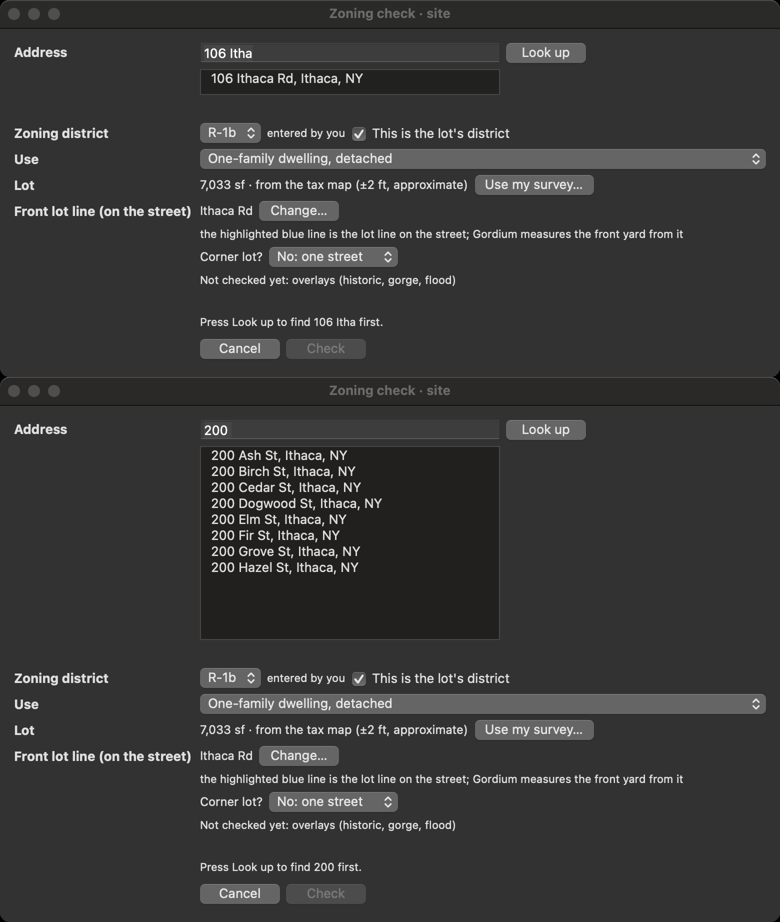 Zoning check · site
Address 106 Itha Look up
106 Ithaca Rd, Ithaca, NY
Zoning district R-1b entered by you This is the lot's district
Use One-family dwelling, detached
Lot 7,033 sf · from the tax map (±2 ft, approximate) Use my survey...
Front lot line (on the street) Ithaca Rd Change...
the highlighted blue line is the lot line on the street; Gordium measures the front yard from it
Corner lot? No: one street
Not checked yet: overlays (historic, gorge, flood)
Press Look up to find 106 Itha first.
Cancel Check
Zoning check · site
Address 200 Look up
200 Ash St, Ithaca, NY
200 Birch St, Ithaca, NY
200 Cedar St, Ithaca, NY
200 Dogwood St, Ithaca, NY
200 Elm St, Ithaca, NY
200 Fir St, Ithaca, NY
200 Grove St, Ithaca, NY
200 Hazel St, Ithaca, NY
Zoning district R-1b entered by you This is the lot's district
Use One-family dwelling, detached
Lot 7,033 sf · from the tax map (±2 ft, approximate) Use my survey...
Front lot line (on the street) Ithaca Rd Change...
the highlighted blue line is the lot line on the street; Gordium measures the front yard from it
Corner lot? No: one street
Not checked yet: overlays (historic, gorge, flood)
Press Look up to find 200 first.
Cancel Check